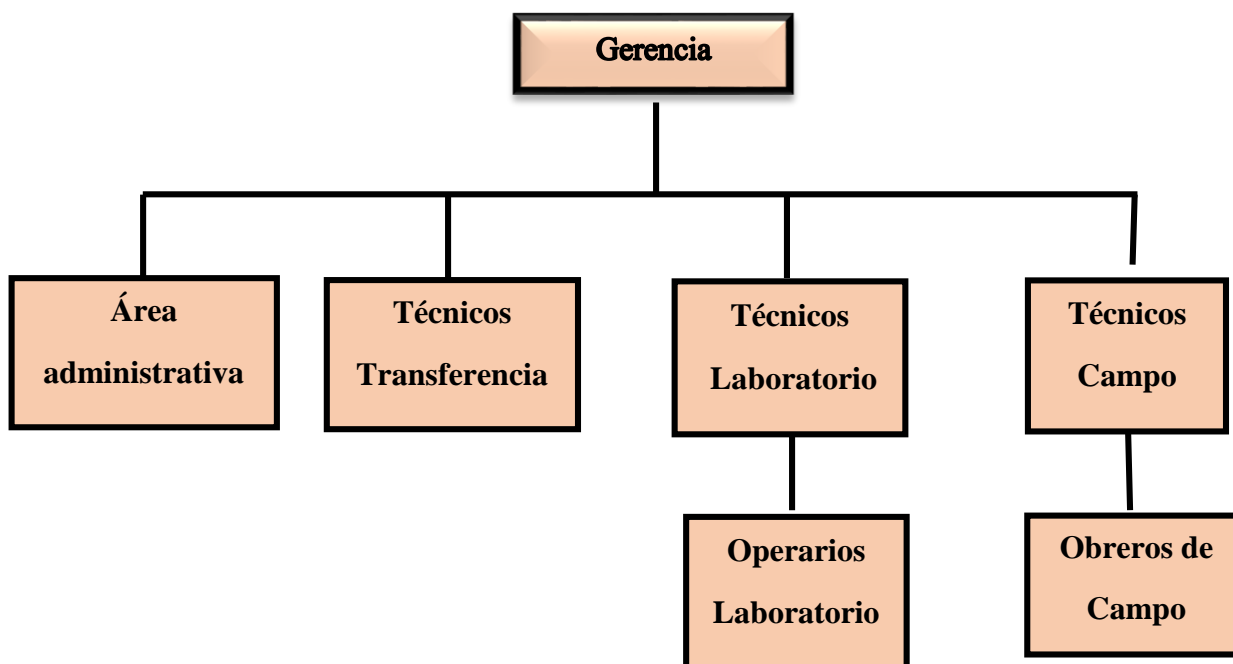 Gerencia
Área
administrativa
Técnicos
Transferencia
Técnicos
Laboratorio
Técnicos
Campo
Operarios
Laboratorio
Obreros de
Campo